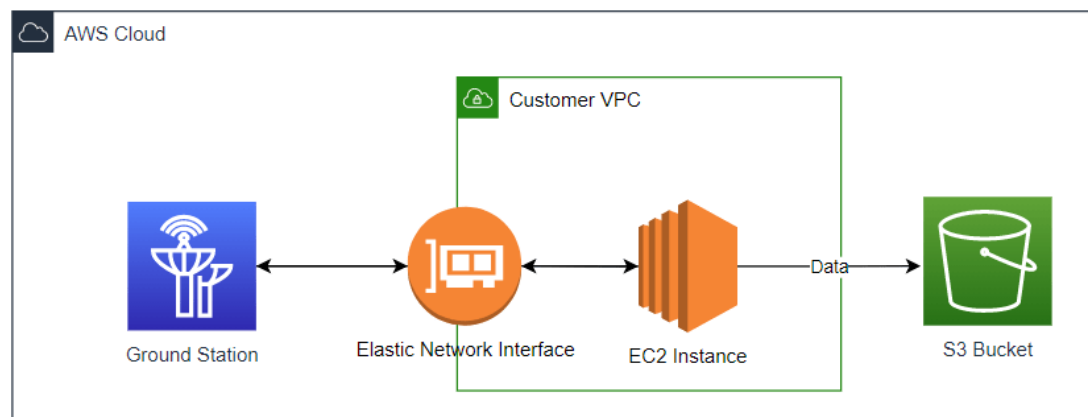 AWS Cloud
Customer VPC
Data
Ground Station
Elastic Network Interface
EC2 Instance
S3 Bucket